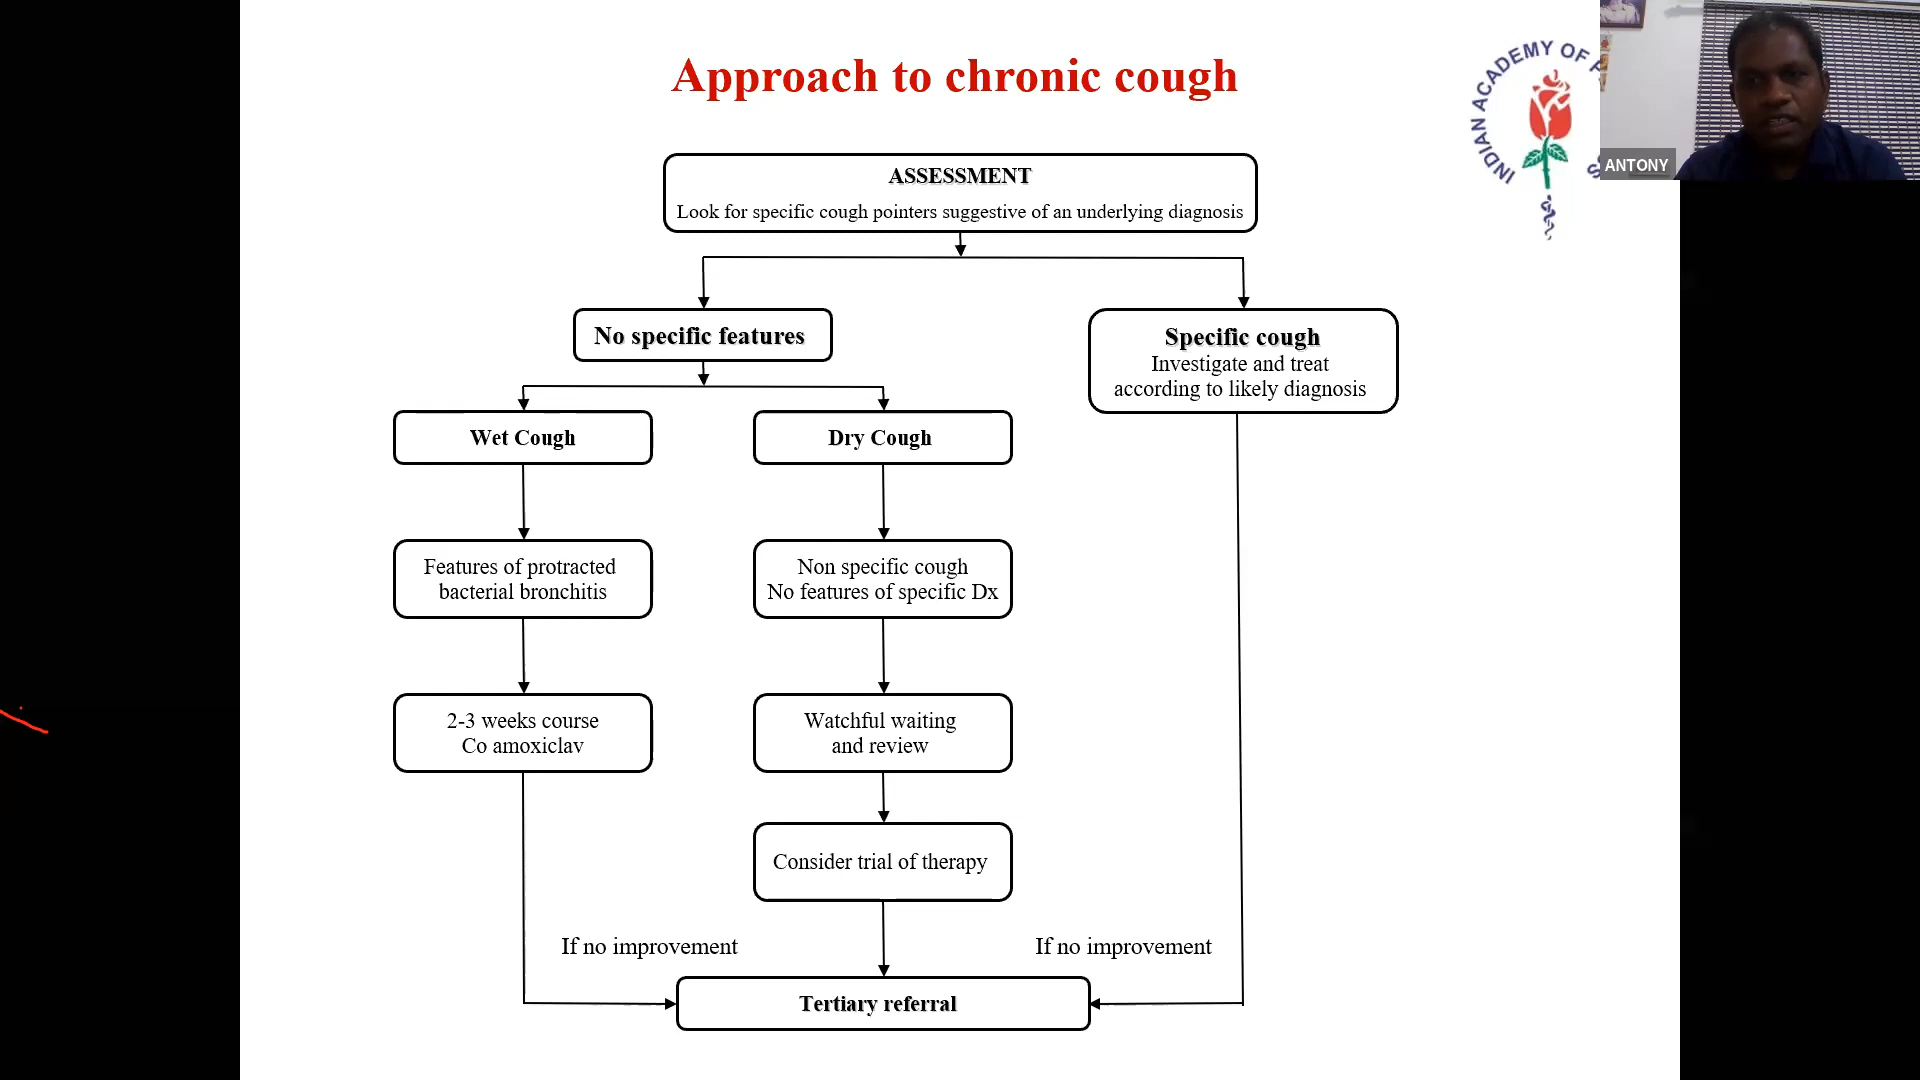 Approach to chronic cough
INDIAN ACADEMY OF
ANTONY
ASSESSMENT
Look for specific cough pointers suggestive of an underlying diagnosis
No specific features
Specific cough
Investigate and treat
according to likely diagnosis
Wet Cough
Dry Cough
Features of protracted
bacterial bronchitis
Non specific cough
No features of specific Dx
2-3 weeks course
Co amoxiclav
Watchful waiting
and review
Consider trial of therapy
If no improvement
If no improvement
Tertiary referral